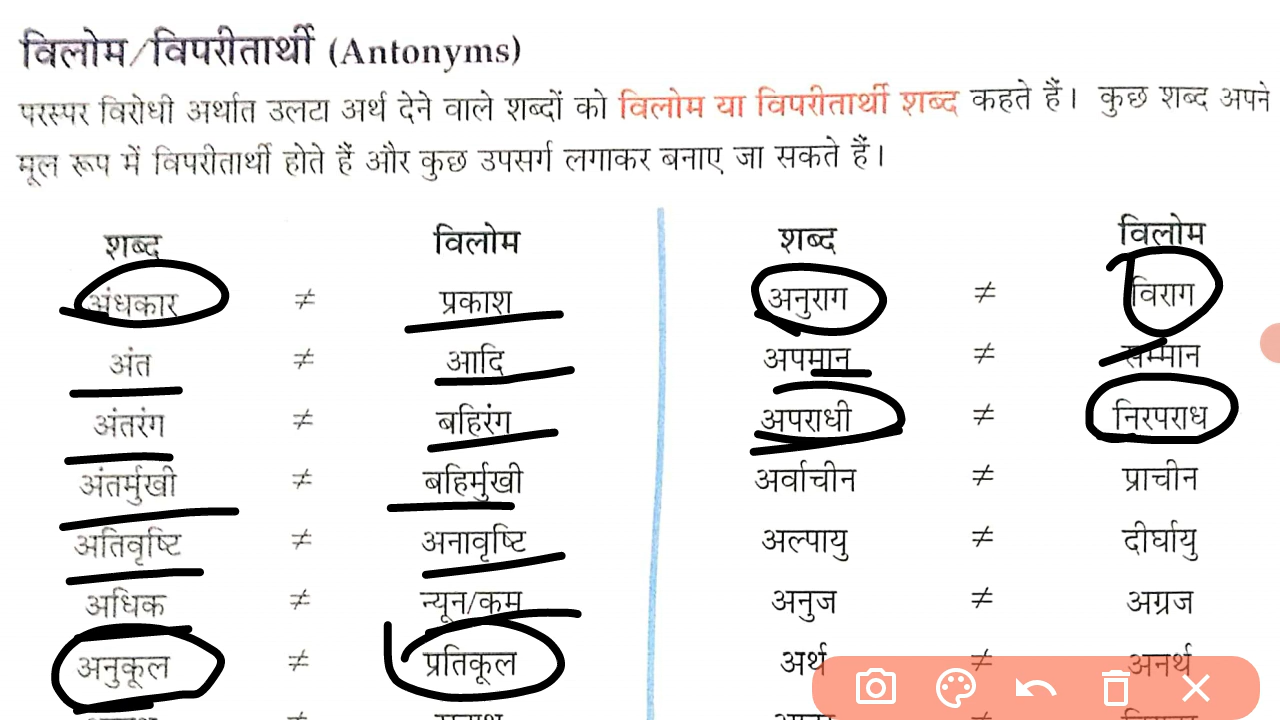 विलोम/विपरीतार्थी (Antonyms)
परस्पर विरोधी अर्थात उलटा अर्थ देने वाले शब्दों को विलोम या विपरीतार्थी शब्द कहते हैं। कुछ शब्द अपने
मूल रूप में विपरीतार्थी होते हैं और कुछ उपसर्ग लगाकर बनाए जा सकते हैं।
शब्द विलोम
अंधकार ≠ प्रकाश
अंत ≠ आदि
अंतरंग ≠ बहिरंग
अंतर्मुखी ≠ बहिर्मुखी
अतिवृष्टि ≠ अनावृष्टि
अधिक ≠ न्यून/कम
अनुकूल ≠ प्रतिकूल
शब्द विलोम
अनुराग ≠ विराग
अपमान ≠ सम्मान
अपराधी ≠ निरपराध
अर्वाचीन ≠ प्राचीन
अल्पायु ≠ दीर्घायु
अनुज ≠ अग्रज
अर्थ ≠ अनर्थ